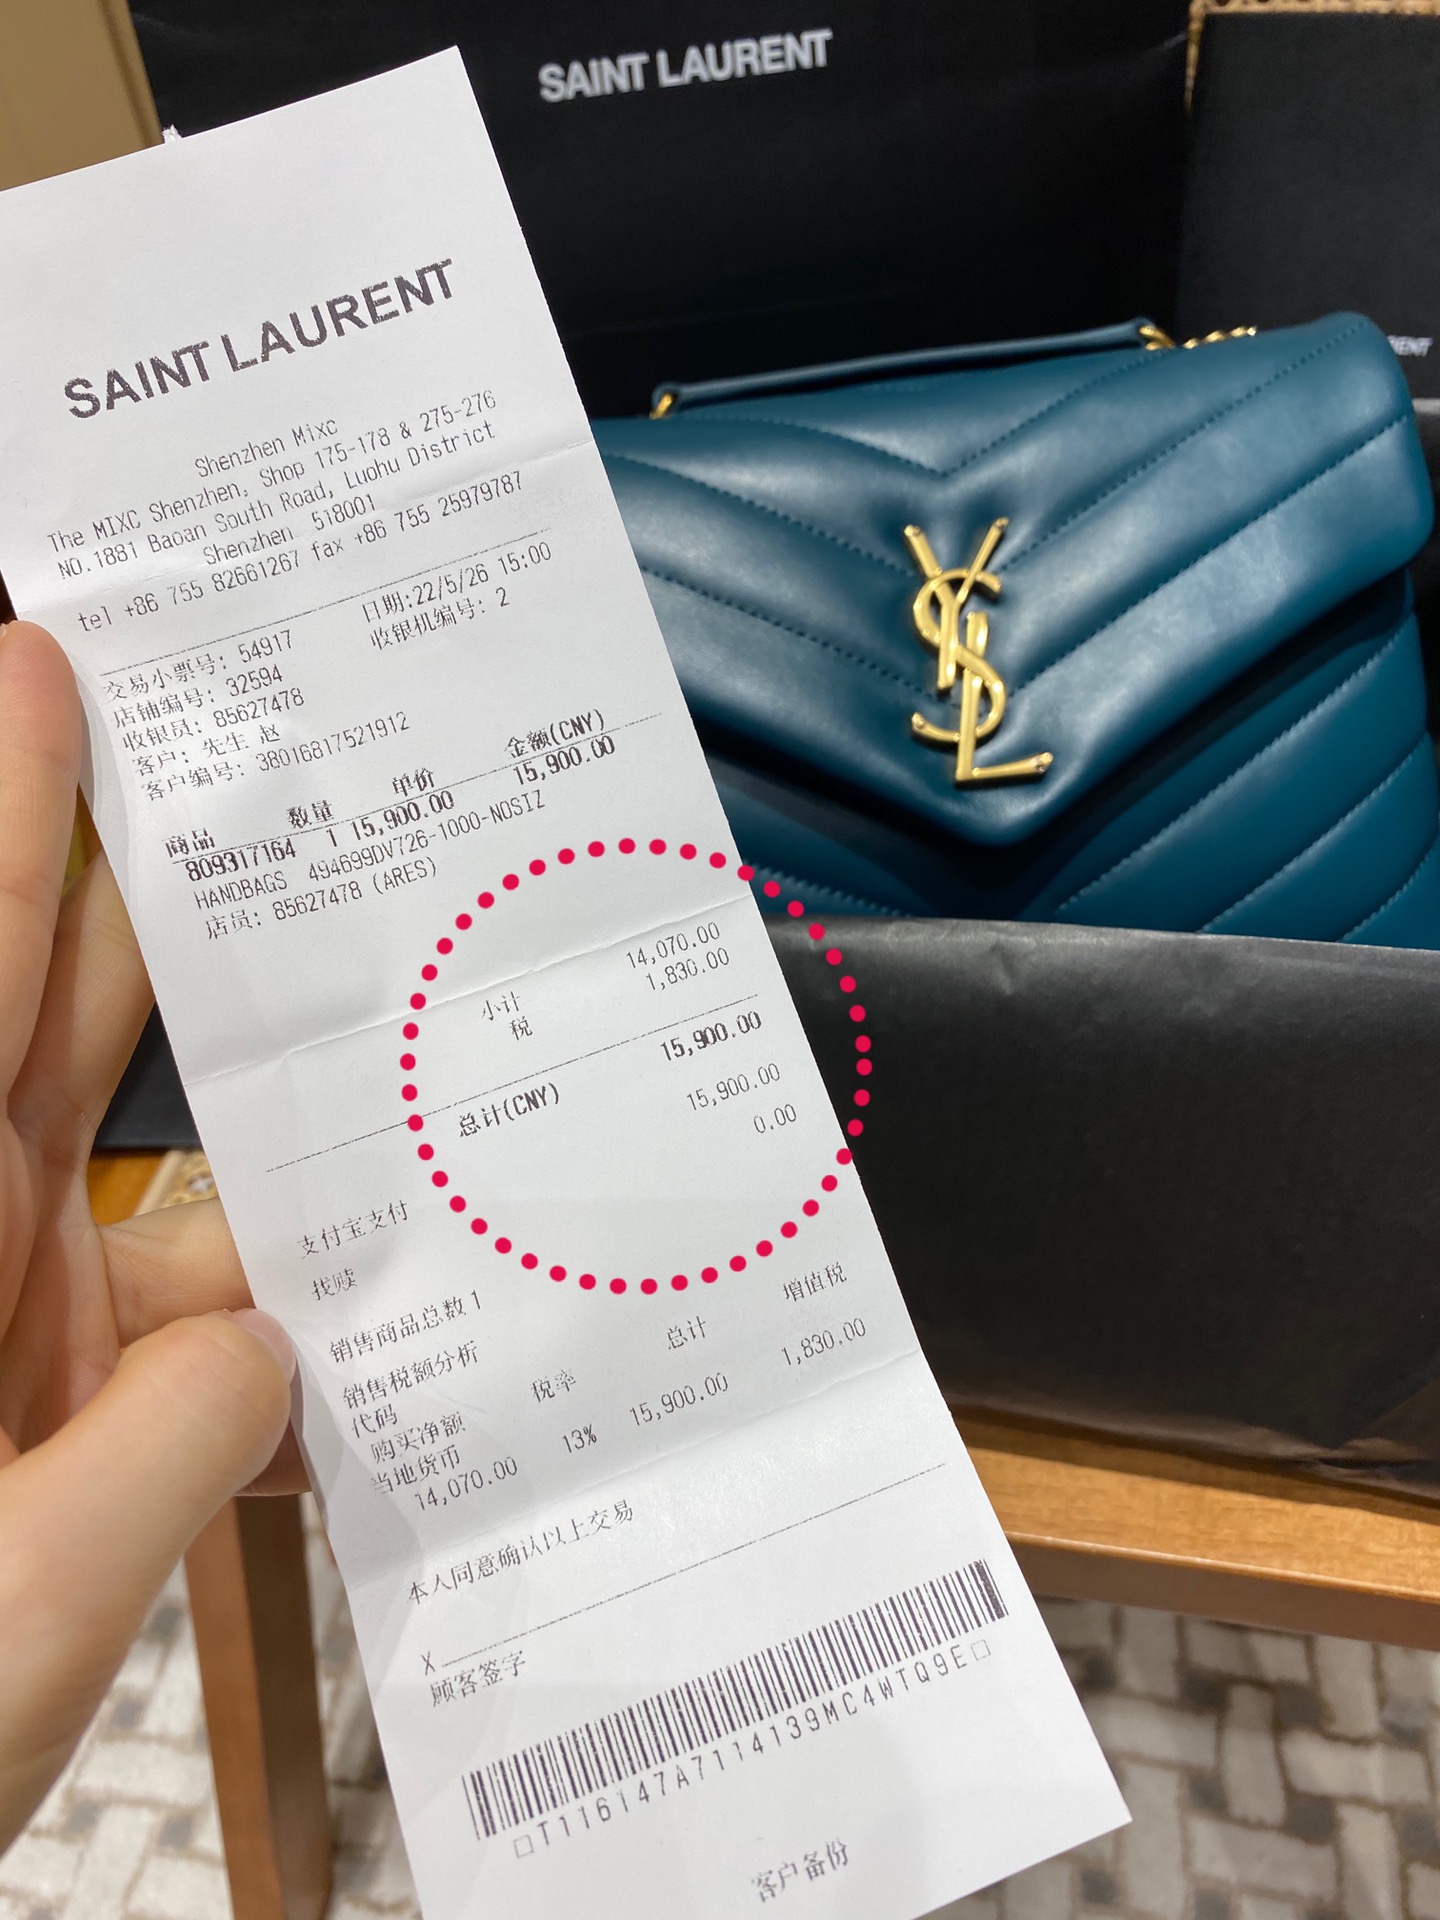 SAINT LAURENT
SAINT LAURENT
Shenzhen Mixc
The MIXC Shenzhen, Shop 175-178 & 275-276
NO.1881 Baoan South Road, Luohu District
Shenzhen 518001
tel +86 755 82661267 fax +86 755 25979787
交易小票号: 54917 日期:22/5/26 15:00
店铺编号: 32594 收银机编号: 2
收银员: 85627478
客户: 先生 赵
客户编号: 38016817521912
商品 数量 单价 金额(CNY)
809317164 1 15,900.00 15,900.00
HANDBAGS 494699DV726-1000-NOSIZ
店员: 85627478 (ARES)
小计 14,070.00
税 1,830.00
总计(CNY) 15,900.00
支付宝支付 15,900.00
找赎 0.00
销售商品总数 1
销售税额分析
代码 税率 总计 增值税
购买净额
当地货币
14,070.00 13% 15,900.00 1,830.00
本人同意确认以上交易
X
顾客签字
T116147A7114139MC4WTQ9E
客户备份
YSL